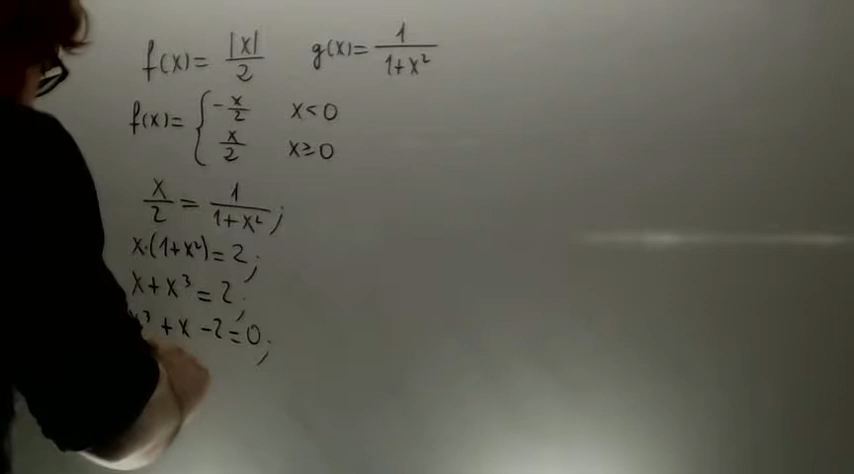 f(x)= |x|/2 g(x)= 1/(1+x²)
f(x)= { -x/2 x<0
x/2 x≥0
x/2 = 1/(1+x²);
x·(1+x²)=2;
x+x³=2;
x³+x-2=0;